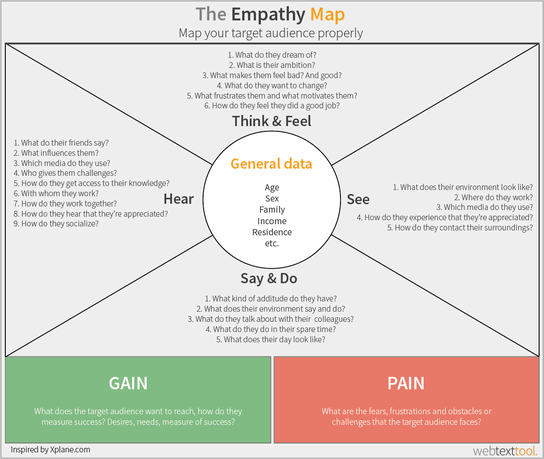 The Empathy Map
Map your target audience properly
1. What do they dream of?
2. What is their ambition?
3. What makes them feel bad? And good?
4. What do they want to change?
5. What frustrates them and what motivates them?
6. How do they feel they did a good job?
Think & Feel
1. What do their friends say?
2. What influences them?
3. Which media do they use?
4. Who gives them challenges?
5. How do they get access to their knowledge?
6. With whom they work?
7. How do they work together?
8. How do they hear that they're appreciated?
9. How do they socialize?
Hear
General data
Age
Sex
Family
Income
Residence
etc.
See
1. What does their environment look like?
2. Where do they work?
3. Which media do they use?
4. How do they experience that they're appreciated?
5. How do they contact their surroundings?
Say & Do
1. What kind of additude do they have?
2. What does their environment say and do?
3. What do they talk about with their colleagues?
4. What do they do in their spare time?
5. What does their day look like?
GAIN
What does the target audience want to reach, how do they
measure success? Desires, needs, measure of success?
PAIN
What are the fears, frustrations and obstacles or
challenges that the target audience faces?
Inspired by Xplane.com
webtexttool.